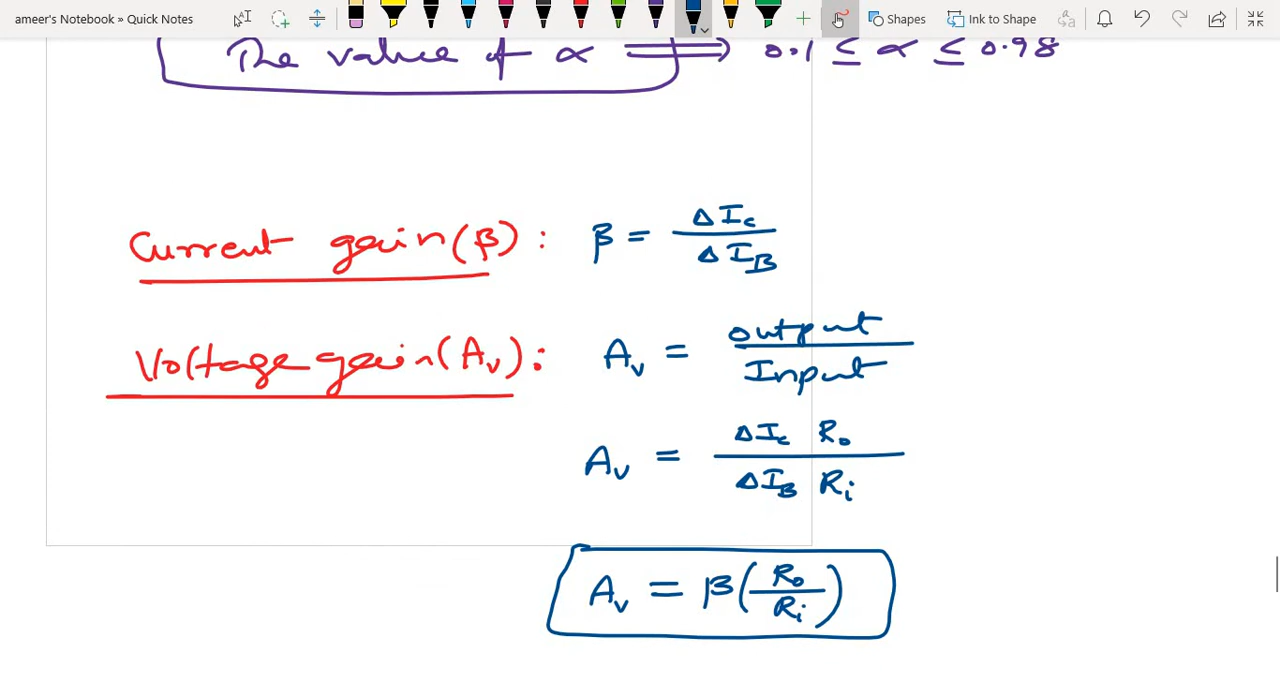 ameer's Notebook » Quick Notes
Shapes
Ink to Shape
The value of α ⟹ 0.1 ≤ α ≤ 0.98
Current gain(β) : β = ΔIc / ΔIB
Voltage gain(Av) : Av = output / Input
Av = ΔIc Ro / ΔIB Ri
Av = β(Ro / Ri)